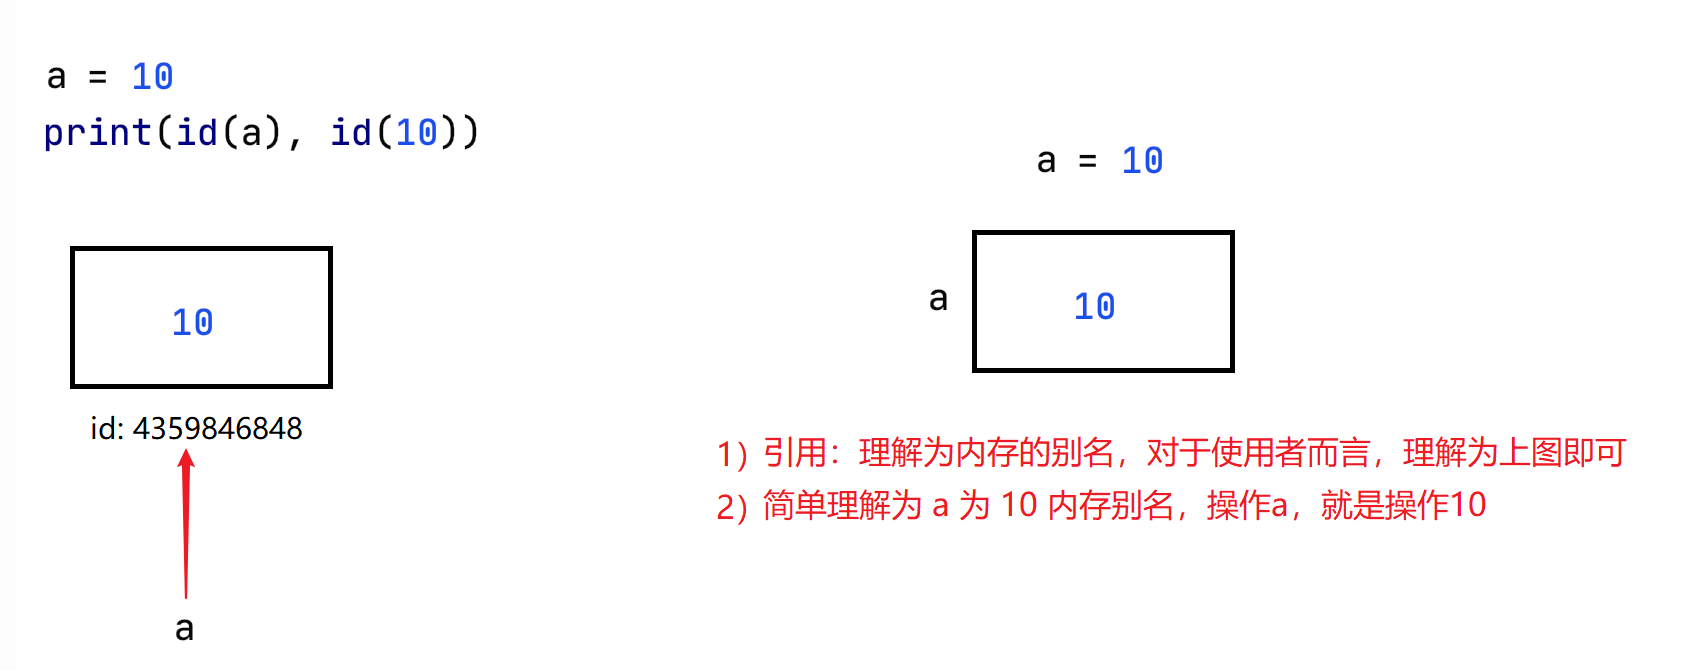 a = 10
print(id(a), id(10))
10
id: 4359846848
a
a = 10
a
10
1）引用：理解为内存的别名，对于使用者而言，理解为上图即可
2）简单理解为 a 为 10 内存别名，操作a，就是操作10